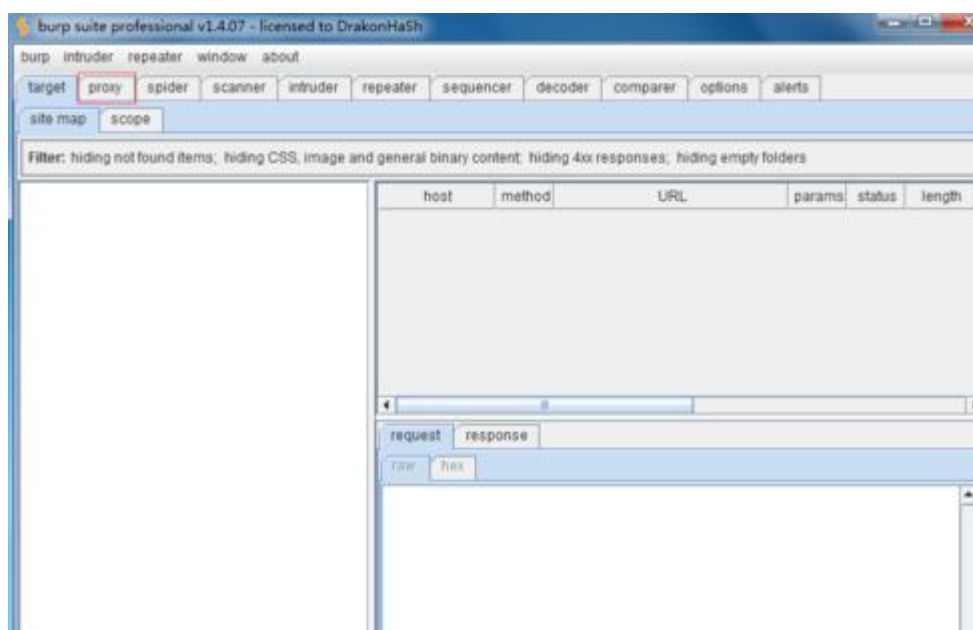 burp suite professional v1.4.07 - licensed to DrakonHaSh
burp intruder repeater window about
target proxy spider scanner intruder repeater sequencer decoder comparer options alerts
site map scope
Filter: hiding not found items; hiding CSS, image and general binary content; hiding 4xx responses; hiding empty folders
host method URL params status length
request response
raw hex